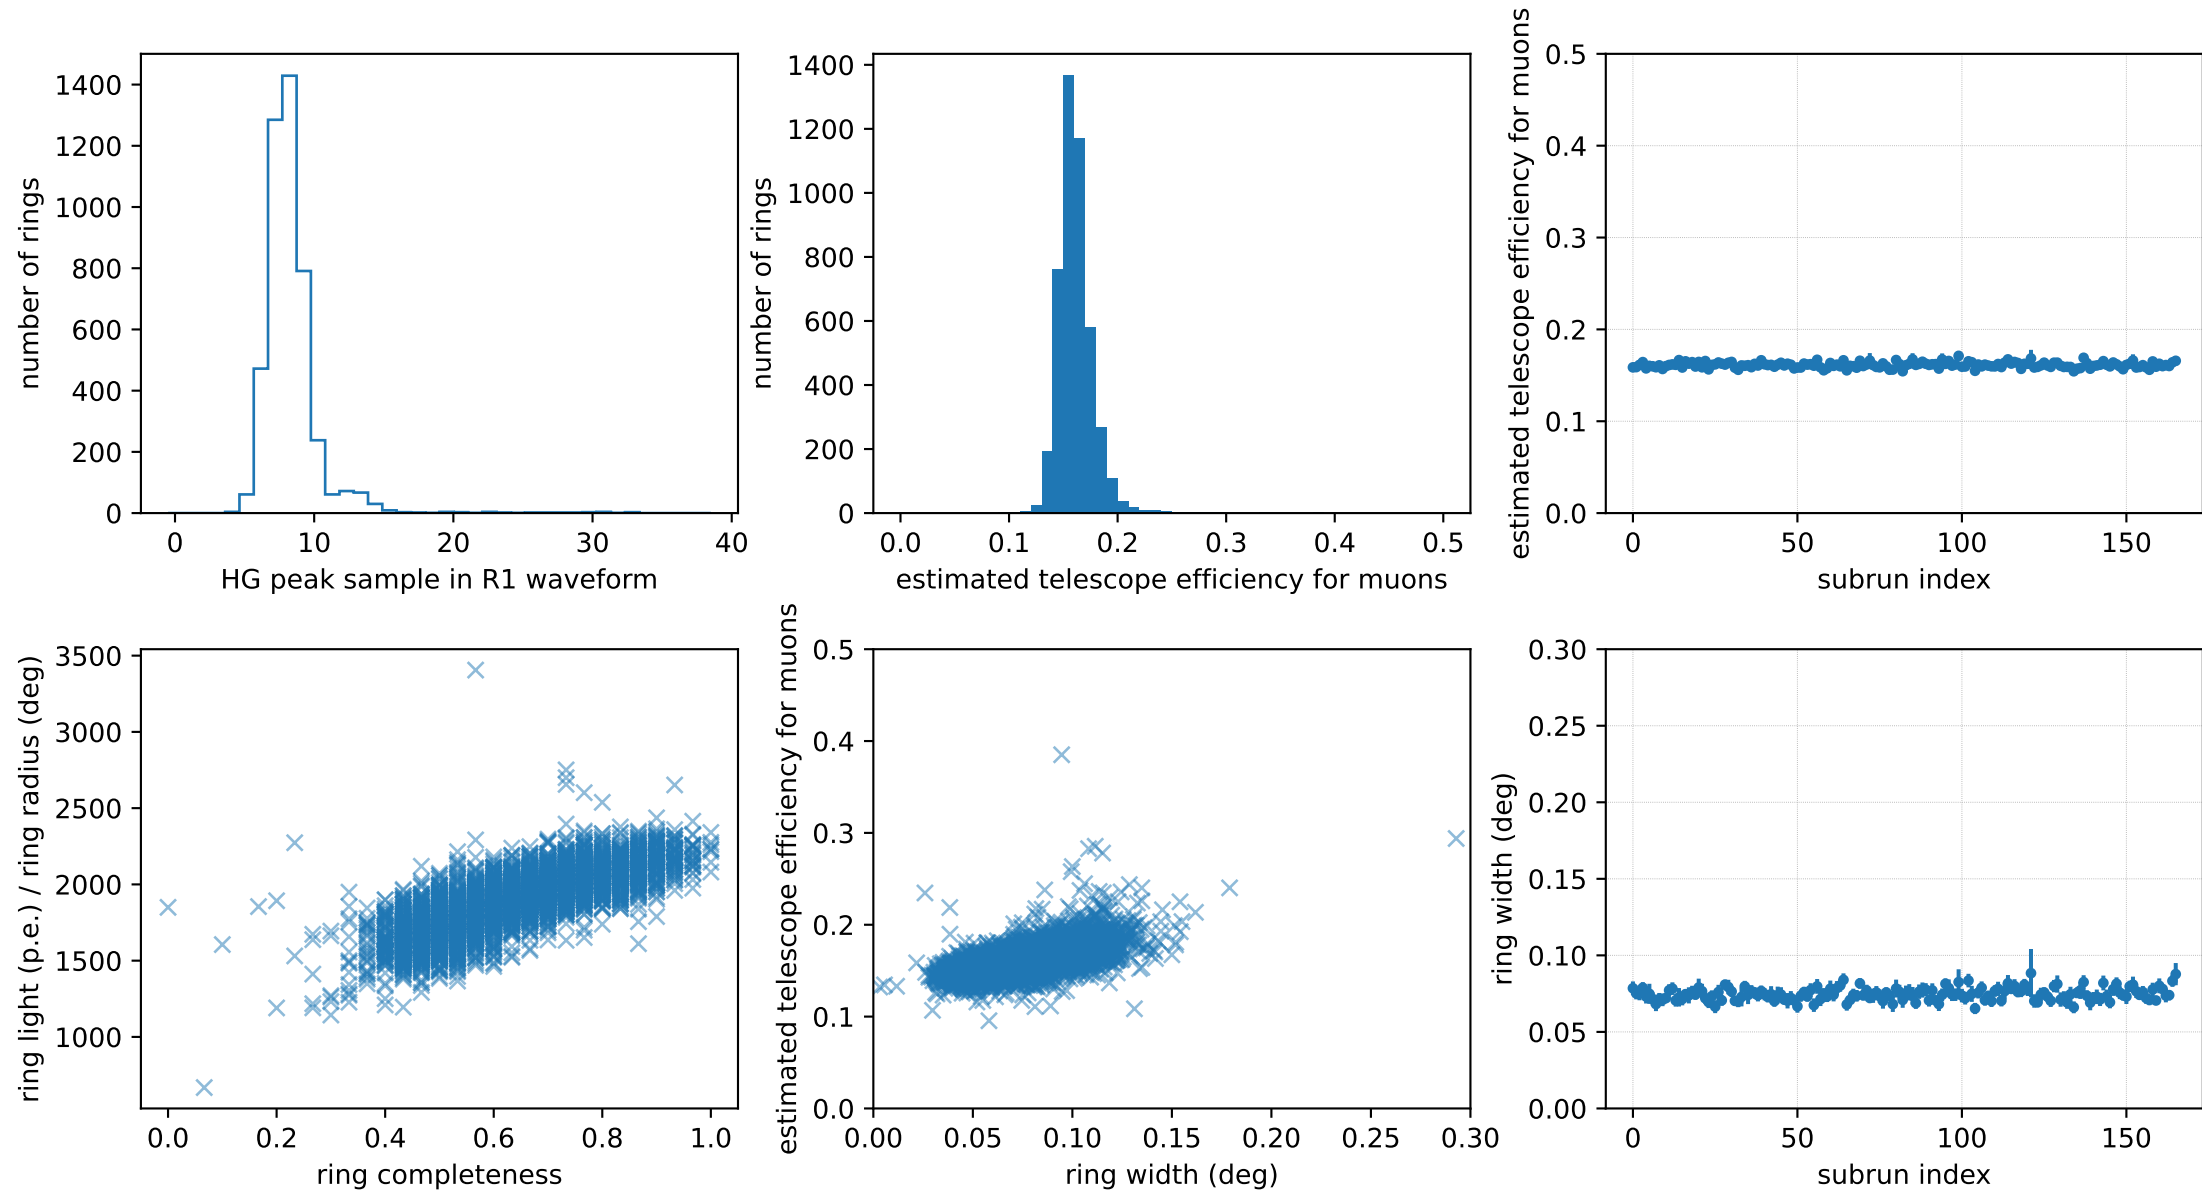 number of rings
1400
1200
1000
800
600
400
200
0
0 10 20 30 40
HG peak sample in R1 waveform
number of rings
1400
1200
1000
800
600
400
200
0
0.0 0.1 0.2 0.3 0.4 0.5
estimated telescope efficiency for muons
estimated telescope efficiency for muons
0.5
0.4
0.3
0.2
0.1
0.0
0 50 100 150
subrun index
ring light (p.e.) / ring radius (deg)
3500
3000
2500
2000
1500
1000
0.0 0.2 0.4 0.6 0.8 1.0
ring completeness
estimated telescope efficiency for muons
0.5
0.4
0.3
0.2
0.1
0.0
0.00 0.05 0.10 0.15 0.20 0.25 0.30
ring width (deg)
ring width (deg)
0.30
0.25
0.20
0.15
0.10
0.05
0.00
0 50 100 150
subrun index